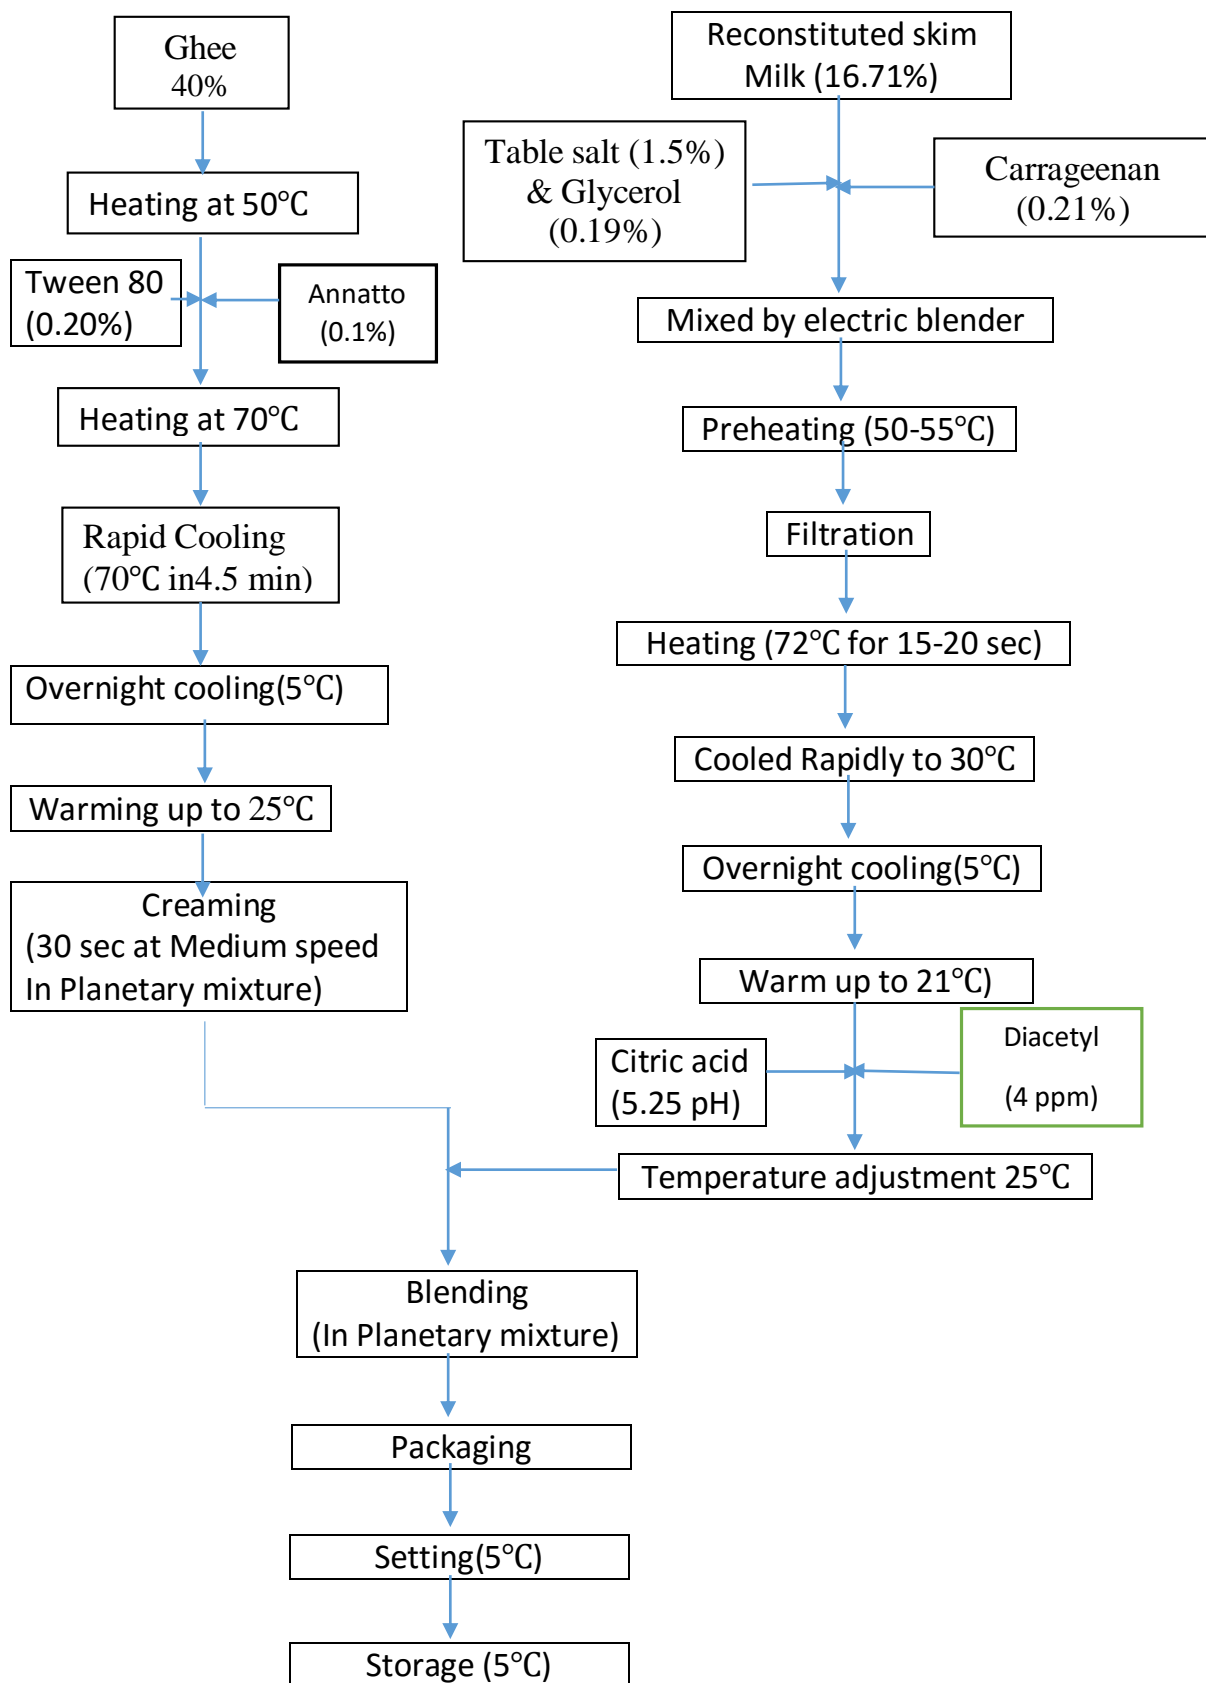 Ghee
40%
Heating at 50℃
Tween 80
(0.20%)
Annatto
(0.1%)
Heating at 70℃
Rapid Cooling
(70℃ in4.5 min)
Overnight cooling(5℃)
Warming up to 25℃
Creaming
(30 sec at Medium speed
In Planetary mixture)
Reconstituted skim
Milk (16.71%)
Table salt (1.5%)
& Glycerol
(0.19%)
Carrageenan
(0.21%)
Mixed by electric blender
Preheating (50-55℃)
Filtration
Heating (72℃ for 15-20 sec)
Cooled Rapidly to 30℃
Overnight cooling(5℃)
Warm up to 21℃)
Citric acid
(5.25 pH)
Diacetyl
(4 ppm)
Temperature adjustment 25℃
Blending
(In Planetary mixture)
Packaging
Setting(5℃)
Storage (5℃)